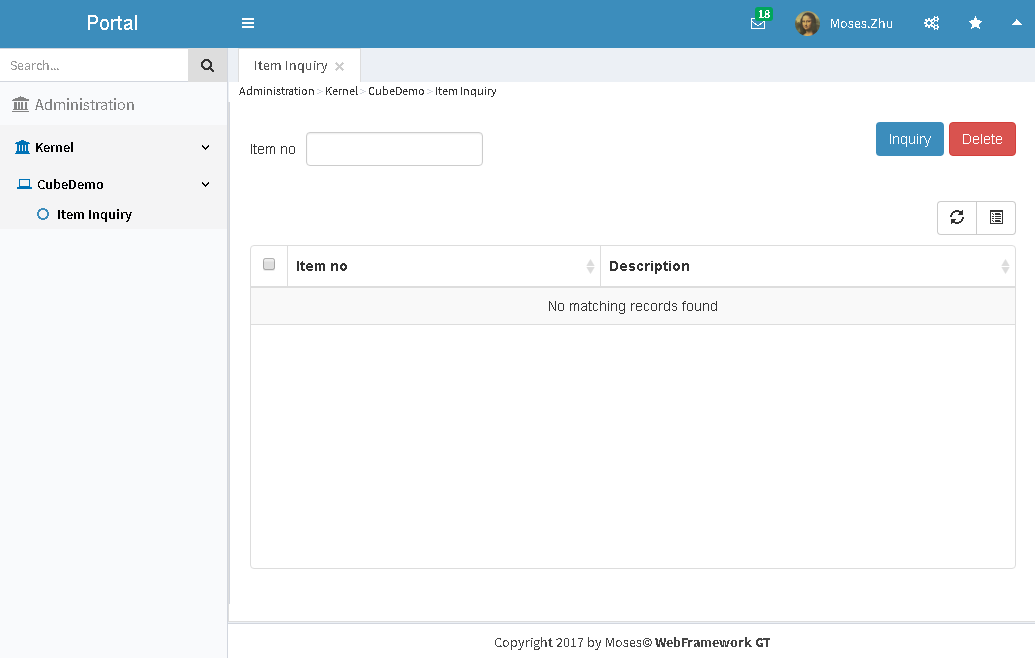 Portal
18
Moses.Zhu
Search...
Item Inquiry
Administration
Administration > Kernel > CubeDemo > Item Inquiry
Kernel
CubeDemo
Item Inquiry
Item no
Inquiry
Delete
Item no
Description
No matching records found
Copyright 2017 by Moses© WebFramework GT